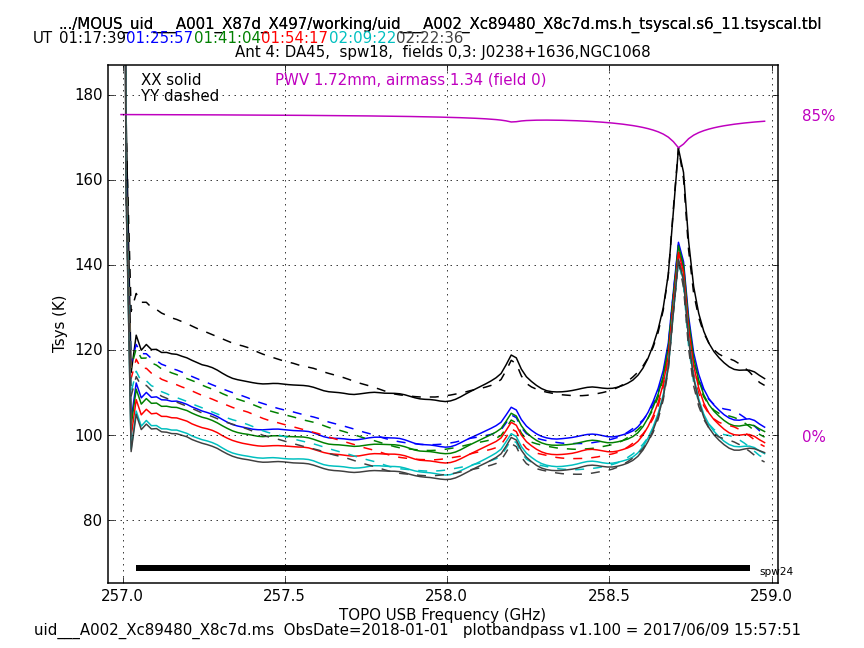 .../MOUS_uid___A001_X87d_X497/working/uid___A002_Xc89480_X8c7d.ms.h_tsyscal.s6_11.tsyscal.tbl
UT 01:17:39 01:25:57 01:41:04 01:54:17 02:09:22 02:22:36
Ant 4: DA45, spw18, fields 0,3: J0238+1636,NGC1068
XX solid PWV 1.72mm, airmass 1.34 (field 0)
YY dashed
180
85%
160
140
Tsys (K)
120
100
0%
80
spw24
257.0 257.5 258.0 258.5 259.0
TOPO USB Frequency (GHz)
uid___A002_Xc89480_X8c7d.ms ObsDate=2018-01-01 plotbandpass v1.100 = 2017/06/09 15:57:51